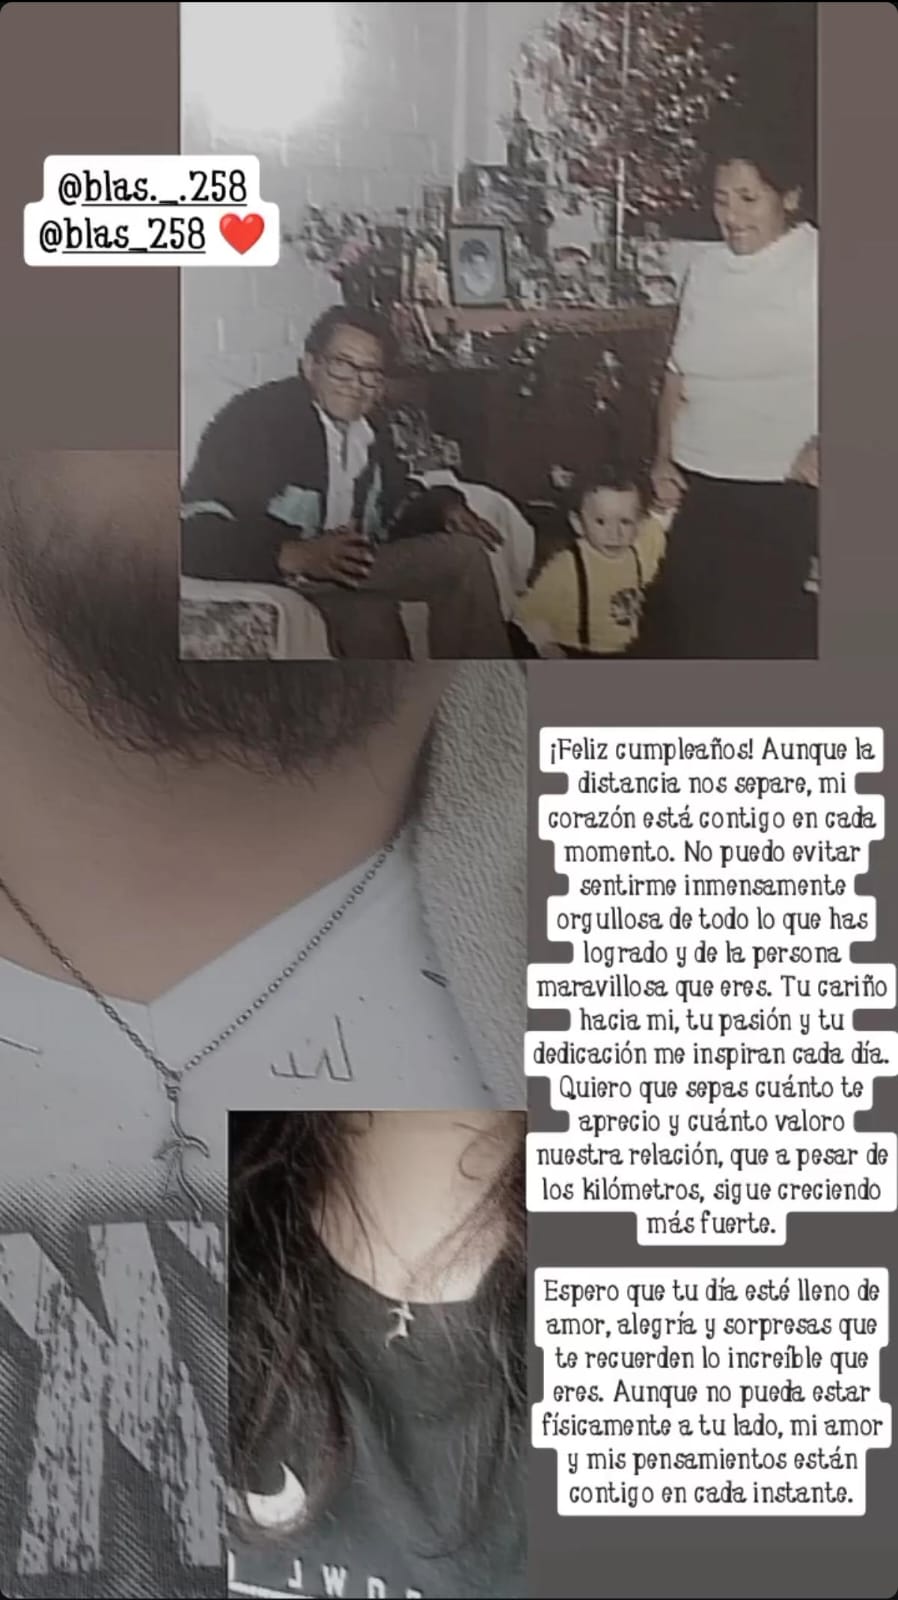 @blas._.258
@blas_258 ❤️
¡Feliz cumpleaños! Aunque la
distancia nos separe, mi
corazón está contigo en cada
momento. No puedo evitar
sentirme inmensamente
orgullosa de todo lo que has
logrado y de la persona
maravillosa que eres. Tu cariño
hacia mi, tu pasión y tu
dedicación me inspiran cada día.
Quiero que sepas cuánto te
aprecio y cuánto valoro
nuestra relación, que a pesar de
los kilómetros, sigue creciendo
más fuerte.
Espero que tu día esté lleno de
amor, alegría y sorpresas que
te recuerden lo increíble que
eres. Aunque no pueda estar
físicamente a tu lado, mi amor
y mis pensamientos están
contigo en cada instante.